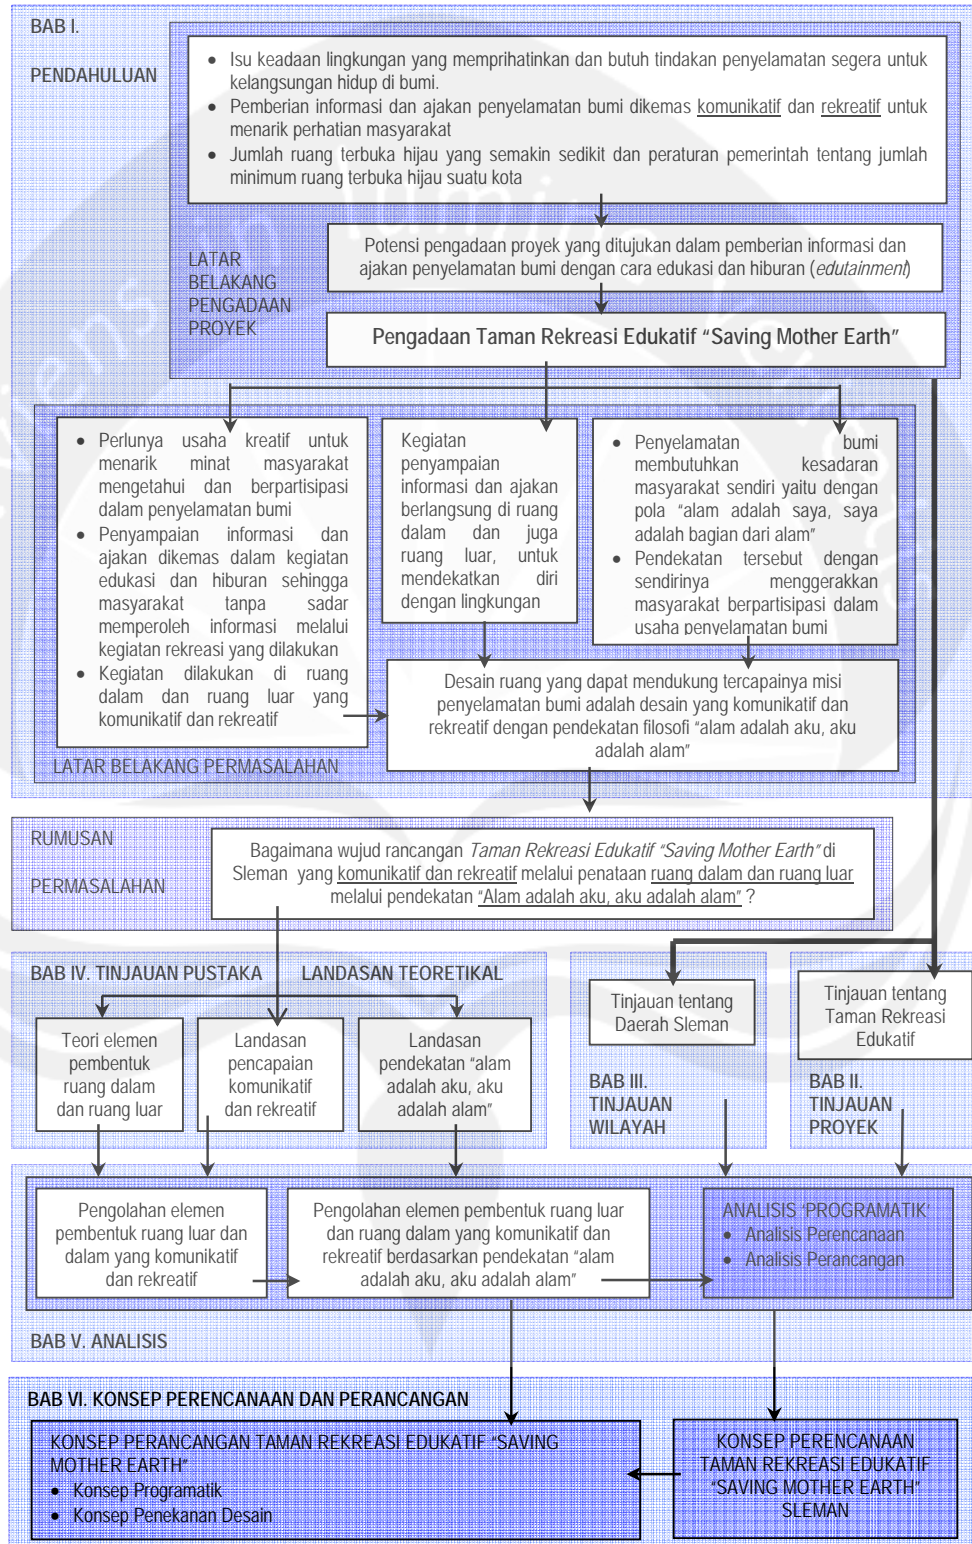 BAB I.
PENDAHULUAN
• Isu keadaan lingkungan yang memprihatinkan dan butuh tindakan penyelamatan segera untuk
kelangsungan hidup di bumi.
• Pemberian informasi dan ajakan penyelamatan bumi dikemas komunikatif dan rekreatif untuk
menarik perhatian masyarakat
• Jumlah ruang terbuka hijau yang semakin sedikit dan peraturan pemerintah tentang jumlah
minimum ruang terbuka hijau suatu kota
LATAR
BELAKANG
PENGADAAN
PROYEK
Potensi pengadaan proyek yang ditujukan dalam pemberian informasi dan
ajakan penyelamatan bumi dengan cara edukasi dan hiburan (edutainment)
Pengadaan Taman Rekreasi Edukatif “Saving Mother Earth”
• Perlunya usaha kreatif untuk
menarik minat masyarakat
mengetahui dan berpartisipasi
dalam penyelamatan bumi
• Penyampaian informasi dan
ajakan dikemas dalam kegiatan
edukasi dan hiburan sehingga
masyarakat tanpa sadar
memperoleh informasi melalui
kegiatan rekreasi yang dilakukan
• Kegiatan dilakukan di ruang
dalam dan ruang luar yang
komunikatif dan rekreatif
Kegiatan
penyampaian
informasi dan ajakan
berlangsung di ruang
dalam dan juga
ruang luar, untuk
mendekatkan diri
dengan lingkungan
• Penyelamatan bumi
membutuhkan kesadaran
masyarakat sendiri yaitu dengan
pola “alam adalah saya, saya
adalah bagian dari alam”
• Pendekatan tersebut dengan
sendirinya menggerakkan
masyarakat berpartisipasi dalam
usaha penyelamatan bumi
Desain ruang yang dapat mendukung tercapainya misi
penyelamatan bumi adalah desain yang komunikatif dan
rekreatif dengan pendekatan filosofi “alam adalah aku, aku
adalah alam”
LATAR BELAKANG PERMASALAHAN
RUMUSAN
PERMASALAHAN
Bagaimana wujud rancangan Taman Rekreasi Edukatif “Saving Mother Earth” di
Sleman yang komunikatif dan rekreatif melalui penataan ruang dalam dan ruang luar
melalui pendekatan “Alam adalah aku, aku adalah alam” ?
BAB IV. TINJAUAN PUSTAKA LANDASAN TEORETIKAL
Teori elemen
pembentuk
ruang dalam
dan ruang luar
Landasan
pencapaian
komunikatif
dan rekreatif
Landasan
pendekatan “alam
adalah aku, aku
adalah alam”
Tinjauan tentang
Daerah Sleman
BAB III.
TINJAUAN
WILAYAH
Tinjauan tentang
Taman Rekreasi
Edukatif
BAB II.
TINJAUAN
PROYEK
Pengolahan elemen
pembentuk ruang luar dan
dalam yang komunikatif
dan rekreatif
Pengolahan elemen pembentuk ruang luar
dan ruang dalam yang komunikatif dan
rekreatif berdasarkan pendekatan “alam
adalah aku, aku adalah alam”
ANALISIS ‘PROGRAMATIK’
• Analisis Perencanaan
• Analisis Perancangan
BAB V. ANALISIS
BAB VI. KONSEP PERENCANAAN DAN PERANCANGAN
KONSEP PERANCANGAN TAMAN REKREASI EDUKATIF “SAVING
MOTHER EARTH”
• Konsep Programatik
• Konsep Penekanan Desain
KONSEP PERENCANAAN
TAMAN REKREASI EDUKATIF
“SAVING MOTHER EARTH”
SLEMAN